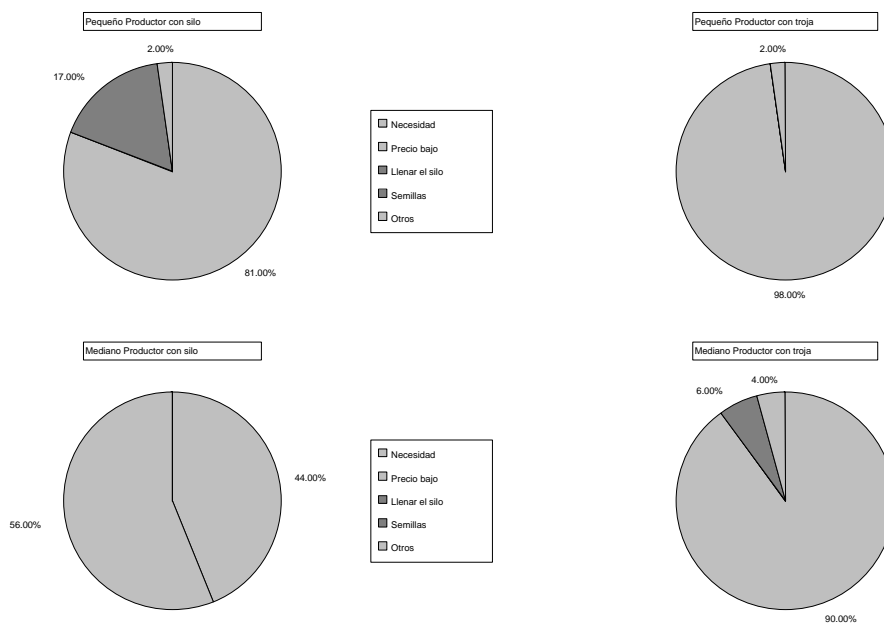 Pequeño Productor con silo
2.00%
17.00%
81.00%
Necesidad
Precio bajo
Llenar el silo
Semillas
Otros
Pequeño Productor con troja
2.00%
98.00%
Mediano Productor con silo
44.00%
56.00%
Necesidad
Precio bajo
Llenar el silo
Semillas
Otros
Mediano Productor con troja
4.00%
6.00%
90.00%